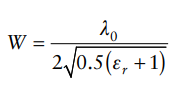 W = λ₀ / (2√(0.5(εᵣ + 1)))